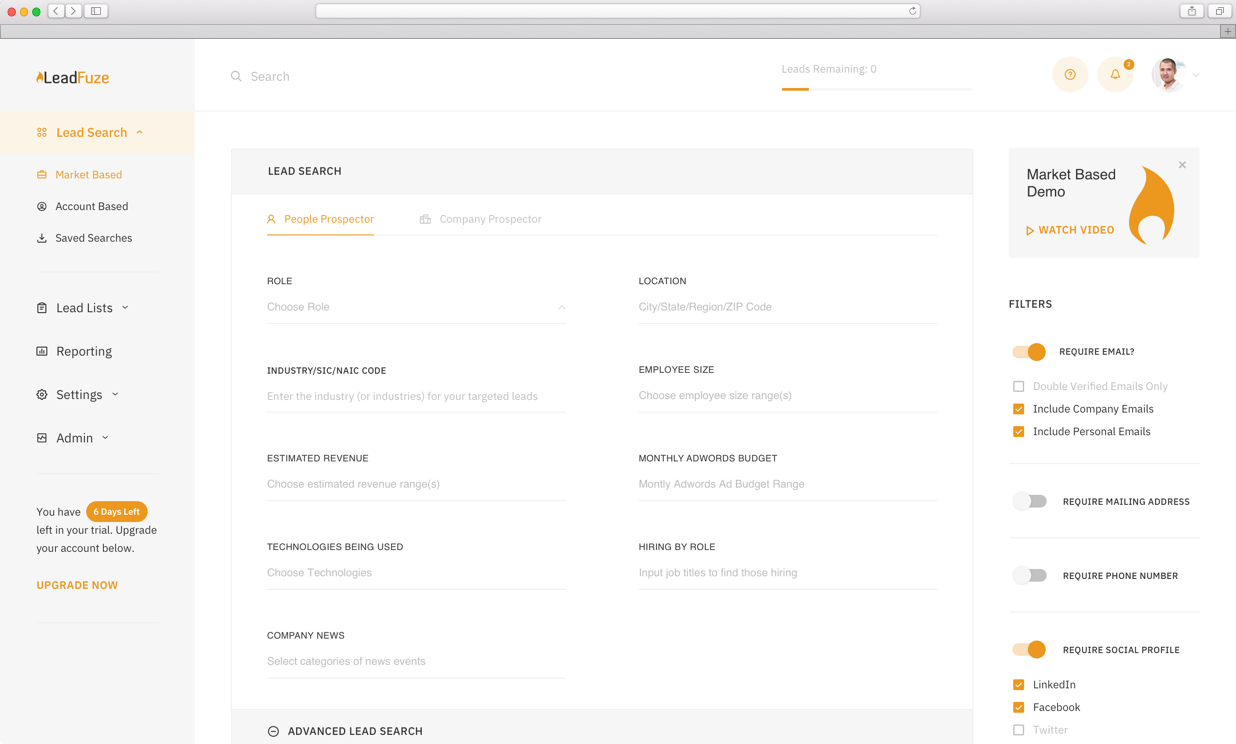 LeadFuze
Search
Leads Remaining: 0
2
Lead Search
Market Based
Account Based
Saved Searches
Lead Lists
Reporting
Settings
Admin
You have 6 Days Left
left in your trial. Upgrade
your account below.
UPGRADE NOW
LEAD SEARCH
People Prospector
Company Prospector
ROLE
Choose Role
LOCATION
City/State/Region/ZIP Code
INDUSTRY/SIC/NAIC CODE
Enter the industry (or industries) for your targeted leads
EMPLOYEE SIZE
Choose employee size range(s)
ESTIMATED REVENUE
Choose estimated revenue range(s)
MONTHLY ADWORDS BUDGET
Montly Adwords Ad Budget Range
TECHNOLOGIES BEING USED
Choose Technologies
HIRING BY ROLE
Input job titles to find those hiring
COMPANY NEWS
Select categories of news events
ADVANCED LEAD SEARCH
Market Based
Demo
WATCH VIDEO
FILTERS
REQUIRE EMAIL?
Double Verified Emails Only
Include Company Emails
Include Personal Emails
REQUIRE MAILING ADDRESS
REQUIRE PHONE NUMBER
REQUIRE SOCIAL PROFILE
LinkedIn
Facebook
Twitter